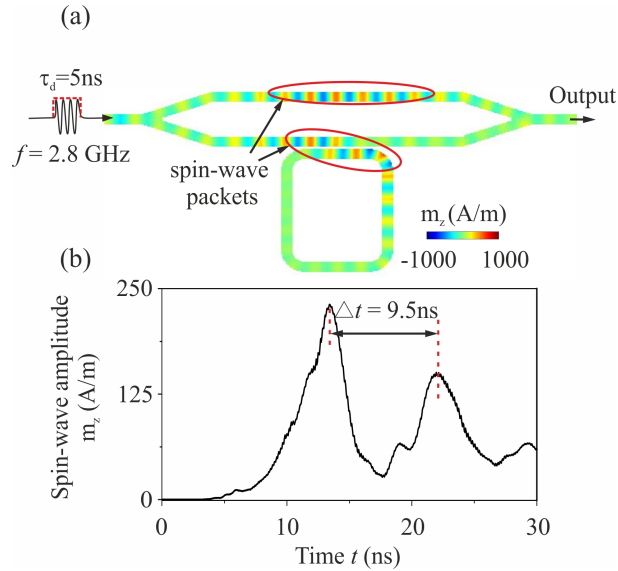 (a)
τd=5ns
f = 2.8 GHz
spin-wave
packets
Output
mz (A/m)
-1000 1000
(b)
250
125
0
Spin-wave amplitude
mz (A/m)
△t = 9.5ns
0 10 20 30
Time t (ns)